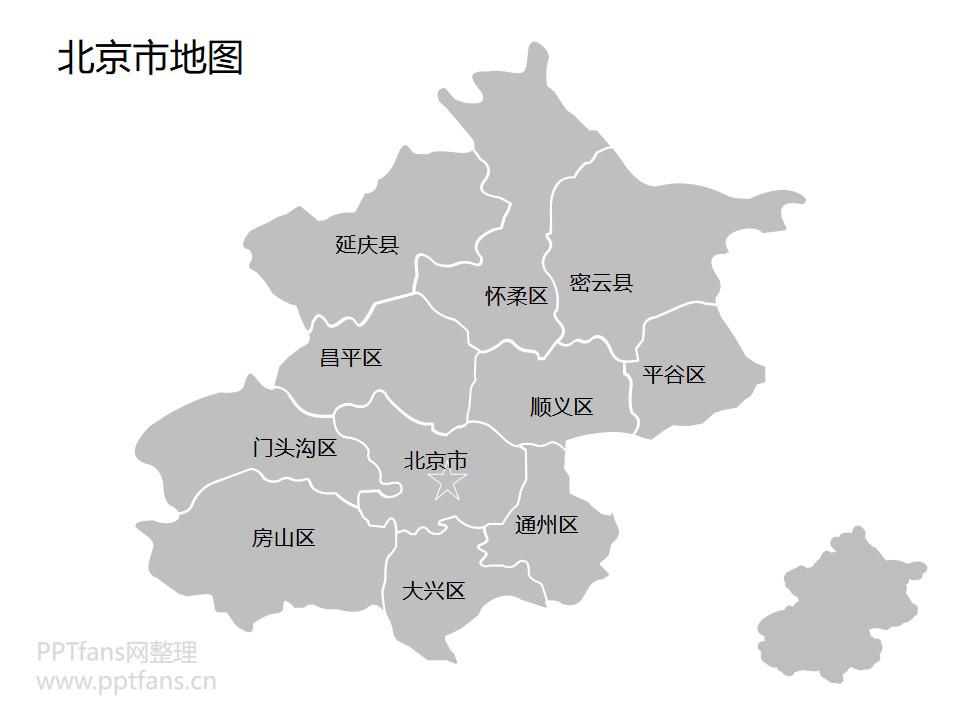 北京市地图
延庆县
密云县
怀柔区
昌平区
平谷区
顺义区
门头沟区
北京市
通州区
房山区
大兴区
PPTfans网整理
www.pptfans.cn